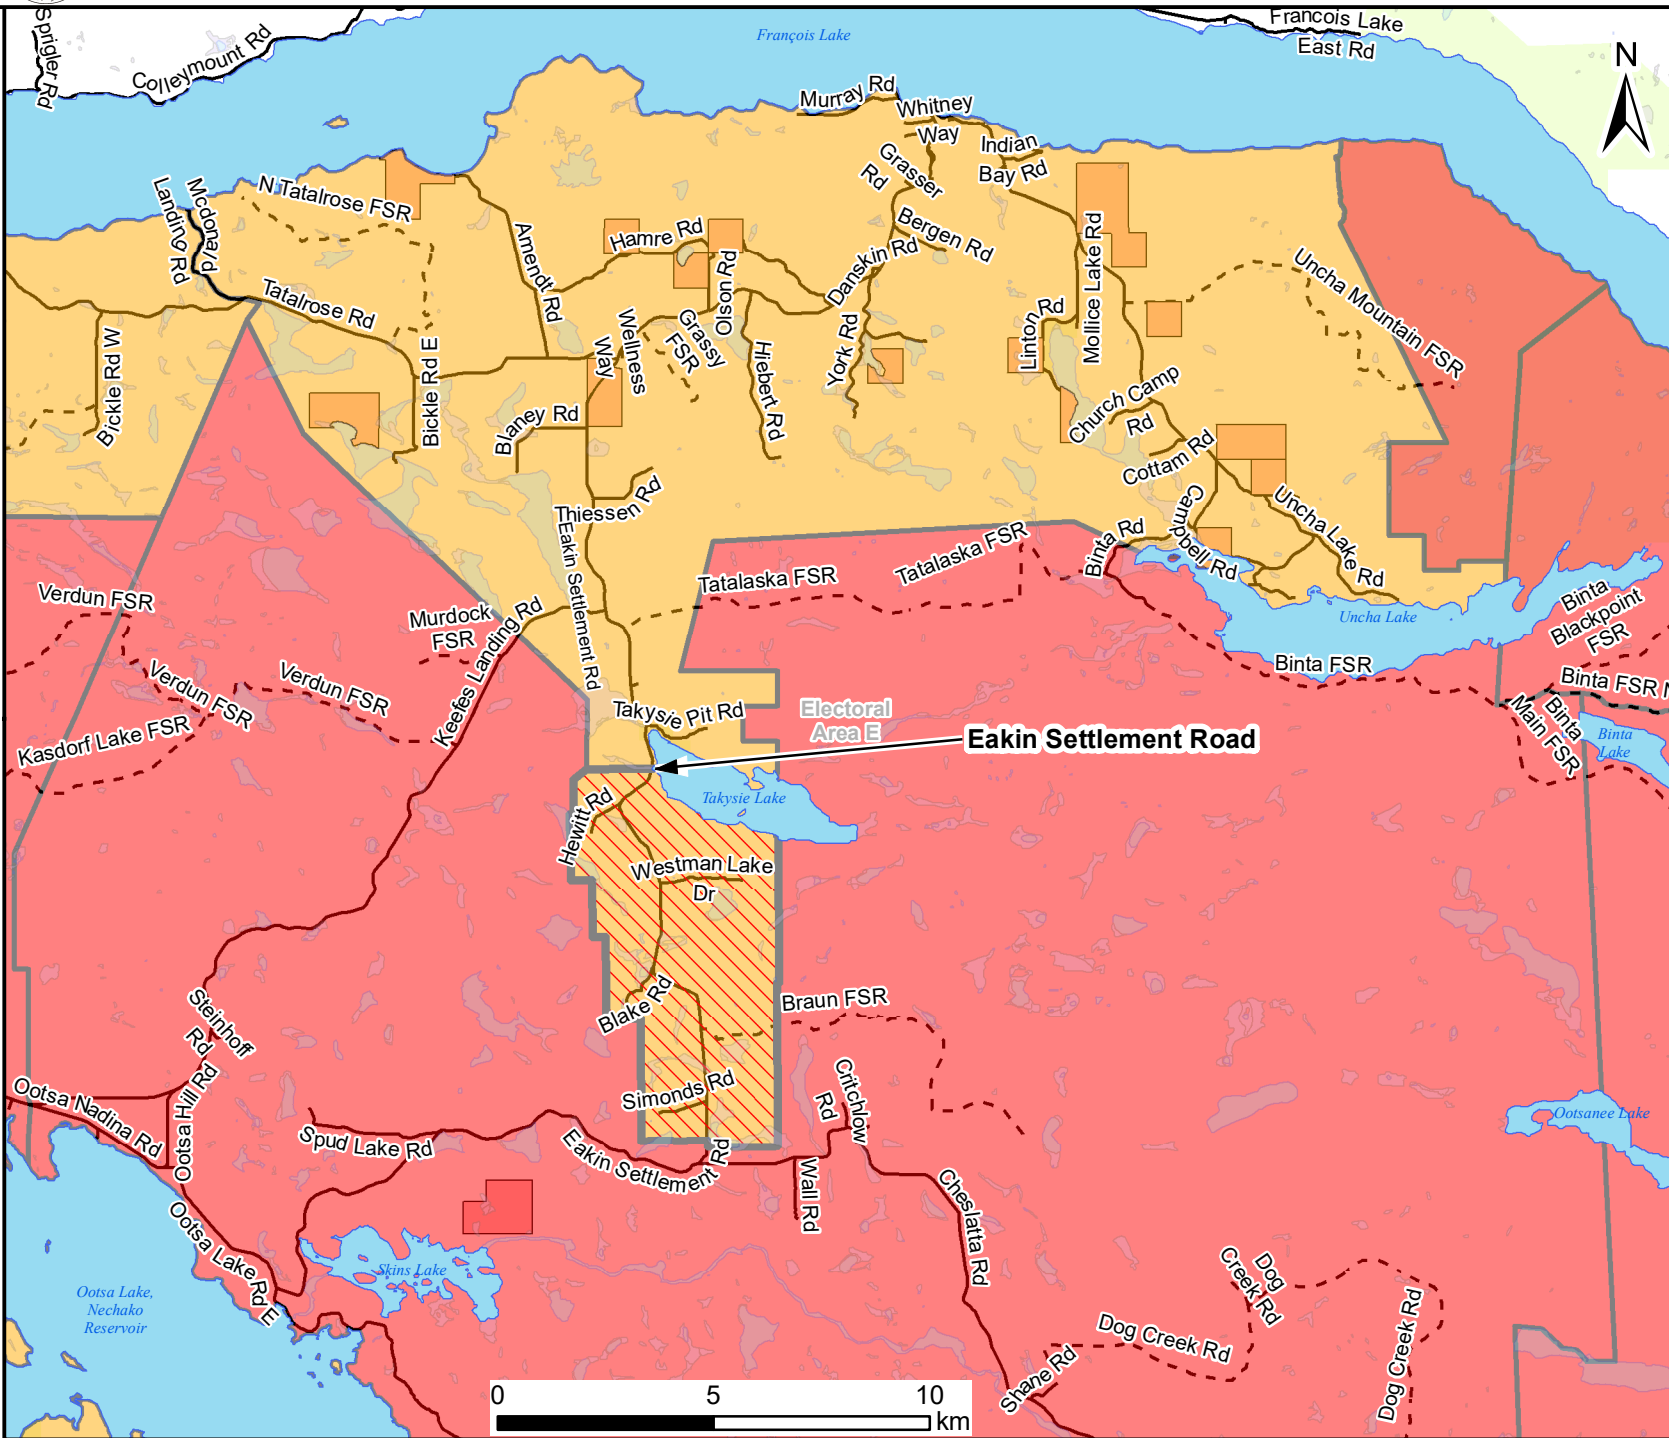 Francois Lake
East Rd
François Lake
N
Sprigler Rd
Colleymount Rd
Murray Rd
Whitney
Way
Indian
Bay Rd
Grasser
Rd
Bergen Rd
Danskin Rd
N Tatalrose FSR
Mcdonald
Landing Rd
Tatalrose Rd
Amendt Rd
Hamre Rd
Olson Rd
Mollice Lake Rd
Uncha Mountain FSR
Linton Rd
Wellness
Way
Grassy
FSR
Hiebert Rd
York Rd
Bickle Rd W
Bickle Rd E
Blaney Rd
Church Camp
Rd
Cottam Rd
Campbell Rd
Uncha Lake
Rd
Thiessen Rd
Eakin Settlement Rd
Binta Rd
Tatalaska FSR
Tatalaska FSR
Verdun FSR
Murdock
FSR
Keefes Landing Rd
Uncha Lake
Binta
Blackpoint
FSR
Verdun FSR
Verdun FSR
Kasdorf Lake FSR
Binta FSR
Binta FSR N
Binta
Main FSR
Binta
Lake
Takysie Pit Rd
Electoral
Area E
Eakin Settlement Road
Takysie Lake
Hewitt Rd
Westman Lake
Dr
Blake Rd
Braun FSR
Steinhoff
Rd
Ootsa Hill Rd
Ootsa Nadina Rd
Simonds Rd
Critchlow
Rd
Ootsanee Lake
Spud Lake Rd
Eakin Settlement Rd
Wall Rd
Cheslatta Rd
Ootsa Lake Rd E
Skins Lake
Ootsa Lake,
Nechako
Reservoir
Dog
Creek Rd
Dog Creek Rd
Dog Creek Rd
Shane Rd
0 5 10
km